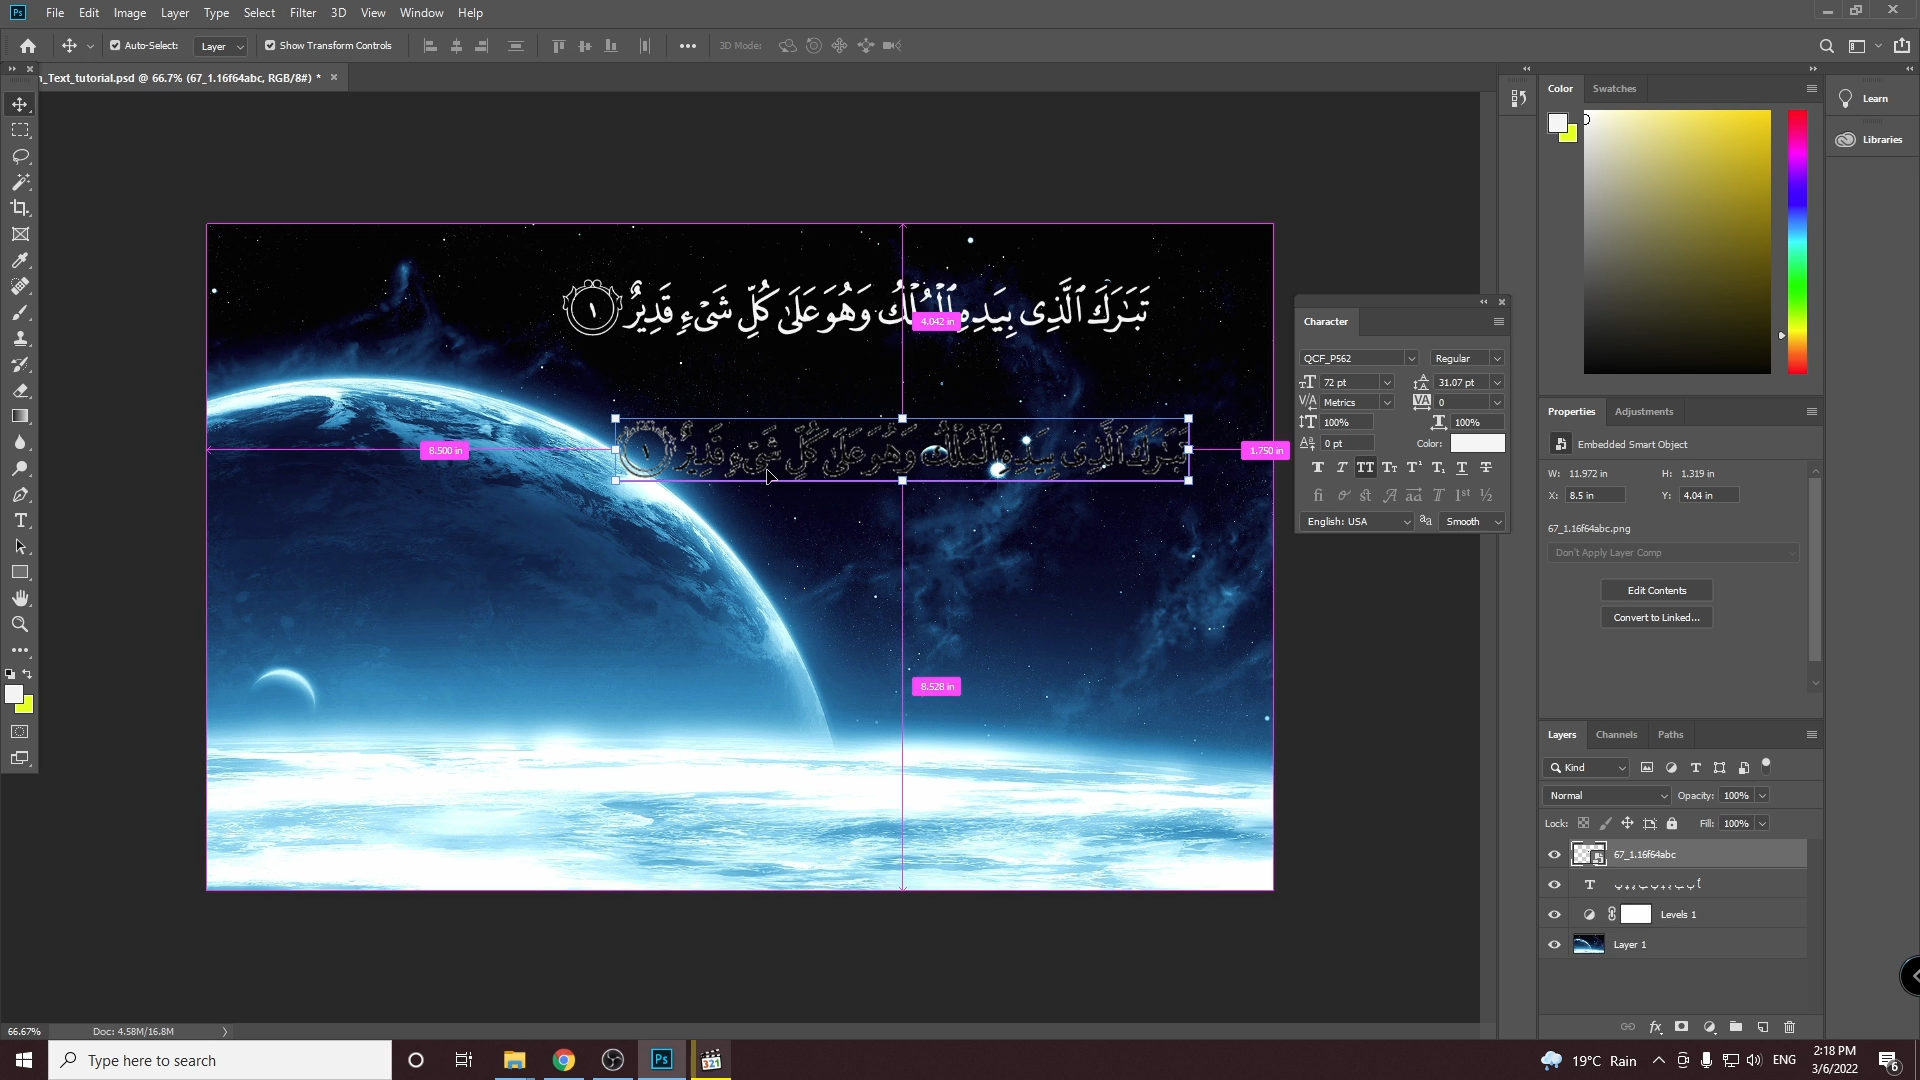 Ps File Edit Image Layer Type Select Filter 3D View Window Help
Auto-Select: Layer Show Transform Controls 3D Mode:
n_Text_tutorial.psd @ 66.7% (67_1.16f64abc, RGB/8#) *
تَبَٰرَكَ ٱلَّذِى بِيَدِهِ ٱلْمُلْكُ وَهُوَ عَلَىٰ كُلِّ شَىْءٍ قَدِيرٌ ١
4.042 in
تَبَٰرَكَ ٱلَّذِى بِيَدِهِ ٱلْمُلْكُ وَهُوَ عَلَىٰ كُلِّ شَىْءٍ قَدِيرٌ ١
8.500 in
1.750 in
8.528 in
Character
QCF_P562 Regular
72 pt 31.07 pt
Metrics 0
100% 100%
0 pt Color:
English: USA Smooth
Color Swatches
Learn
Libraries
Properties Adjustments
Embedded Smart Object
W: 11.972 in H: 1.319 in
X: 8.5 in Y: 4.04 in
67_1.16f64abc.png
Don't Apply Layer Comp
Edit Contents
Convert to Linked...
Layers Channels Paths
Kind
Normal Opacity: 100%
Lock: Fill: 100%
67_1.16f64abc
Levels 1
Layer 1
66.67% Doc: 4.58M/16.8M
Type here to search
Ps
321
19°C Rain
ENG
2:18 PM
3/6/2022
6